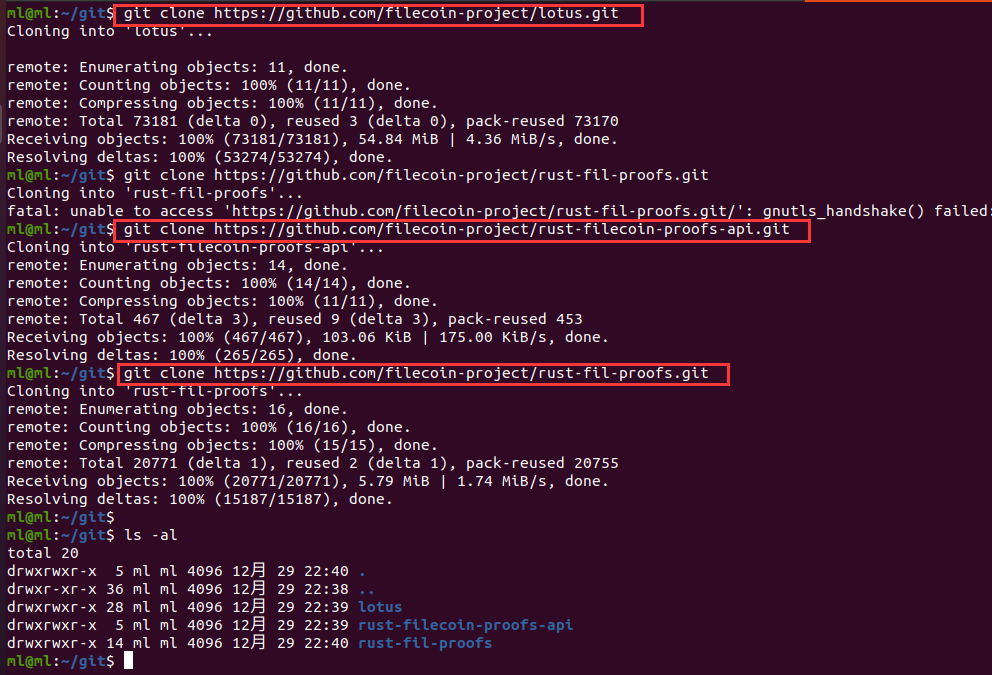 ml@ml:~/git$ git clone https://github.com/filecoin-project/lotus.git
Cloning into 'lotus'...
remote: Enumerating objects: 11, done.
remote: Counting objects: 100% (11/11), done.
remote: Compressing objects: 100% (11/11), done.
remote: Total 73181 (delta 0), reused 3 (delta 0), pack-reused 73170
Receiving objects: 100% (73181/73181), 54.84 MiB | 4.36 MiB/s, done.
Resolving deltas: 100% (53274/53274), done.
ml@ml:~/git$ git clone https://github.com/filecoin-project/rust-fil-proofs.git
Cloning into 'rust-fil-proofs'...
fatal: unable to access 'https://github.com/filecoin-project/rust-fil-proofs.git/': gnutls_handshake() failed:
ml@ml:~/git$ git clone https://github.com/filecoin-project/rust-filecoin-proofs-api.git
Cloning into 'rust-filecoin-proofs-api'...
remote: Enumerating objects: 14, done.
remote: Counting objects: 100% (14/14), done.
remote: Compressing objects: 100% (11/11), done.
remote: Total 467 (delta 3), reused 9 (delta 3), pack-reused 453
Receiving objects: 100% (467/467), 103.06 KiB | 175.00 KiB/s, done.
Resolving deltas: 100% (265/265), done.
ml@ml:~/git$ git clone https://github.com/filecoin-project/rust-fil-proofs.git
Cloning into 'rust-fil-proofs'...
remote: Enumerating objects: 16, done.
remote: Counting objects: 100% (16/16), done.
remote: Compressing objects: 100% (15/15), done.
remote: Total 20771 (delta 1), reused 2 (delta 1), pack-reused 20755
Receiving objects: 100% (20771/20771), 5.79 MiB | 1.74 MiB/s, done.
Resolving deltas: 100% (15187/15187), done.
ml@ml:~/git$
ml@ml:~/git$ ls -al
total 20
drwxrwxr-x  5 ml ml 4096 12月 29 22:40 .
drwxr-xr-x 36 ml ml 4096 12月 29 22:38 ..
drwxrwxr-x 28 ml ml 4096 12月 29 22:39 lotus
drwxrwxr-x  5 ml ml 4096 12月 29 22:39 rust-filecoin-proofs-api
drwxrwxr-x 14 ml ml 4096 12月 29 22:40 rust-fil-proofs
ml@ml:~/git$